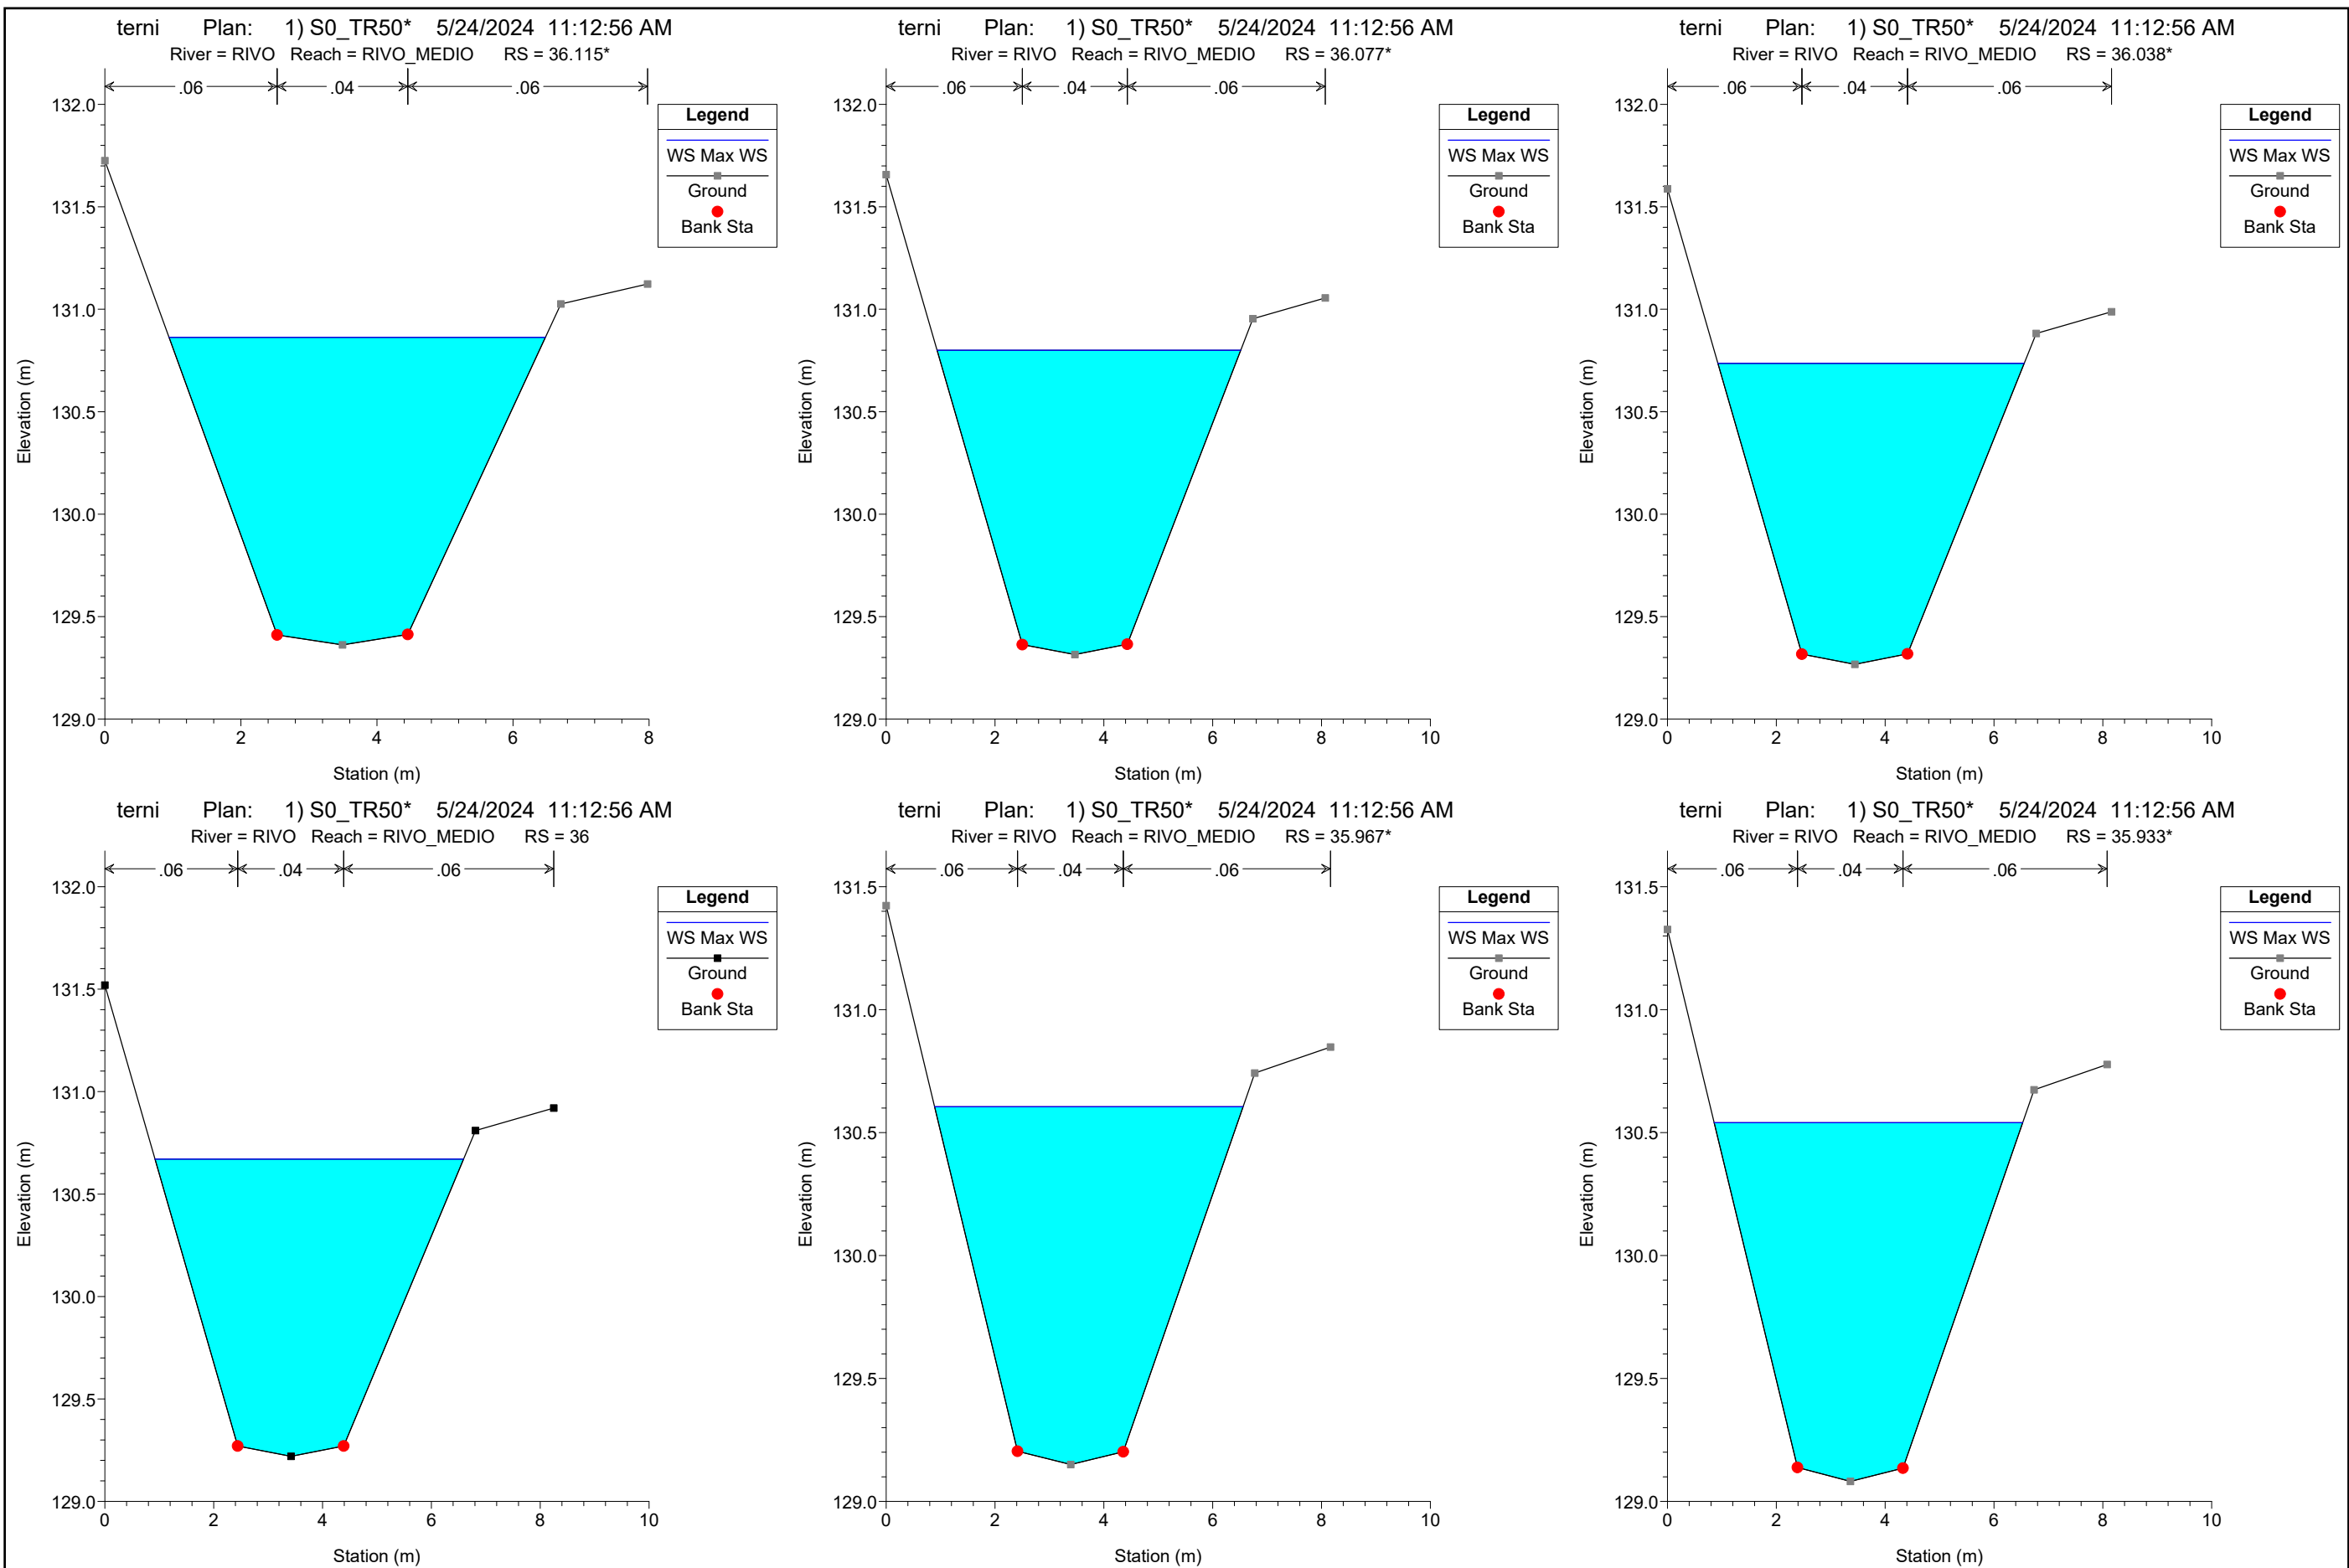 terni Plan: 1) S0_TR50* 5/24/2024 11:12:56 AM
River = RIVO Reach = RIVO_MEDIO RS = 36.115*
.06 .04 .06
132.0
131.5
131.0
130.5
130.0
129.5
129.0
0 2 4 6 8
Station (m)
Elevation (m)
Legend
WS Max WS
Ground
Bank Sta
terni Plan: 1) S0_TR50* 5/24/2024 11:12:56 AM
River = RIVO Reach = RIVO_MEDIO RS = 36.077*
.06 .04 .06
132.0
131.5
131.0
130.5
130.0
129.5
129.0
0 2 4 6 8 10
Station (m)
Elevation (m)
Legend
WS Max WS
Ground
Bank Sta
terni Plan: 1) S0_TR50* 5/24/2024 11:12:56 AM
River = RIVO Reach = RIVO_MEDIO RS = 36.038*
.06 .04 .06
132.0
131.5
131.0
130.5
130.0
129.5
129.0
0 2 4 6 8 10
Station (m)
Elevation (m)
Legend
WS Max WS
Ground
Bank Sta
terni Plan: 1) S0_TR50* 5/24/2024 11:12:56 AM
River = RIVO Reach = RIVO_MEDIO RS = 36
.06 .04 .06
132.0
131.5
131.0
130.5
130.0
129.5
129.0
0 2 4 6 8 10
Station (m)
Elevation (m)
Legend
WS Max WS
Ground
Bank Sta
terni Plan: 1) S0_TR50* 5/24/2024 11:12:56 AM
River = RIVO Reach = RIVO_MEDIO RS = 35.967*
.06 .04 .06
131.5
131.0
130.5
130.0
129.5
129.0
0 2 4 6 8 10
Station (m)
Elevation (m)
Legend
WS Max WS
Ground
Bank Sta
terni Plan: 1) S0_TR50* 5/24/2024 11:12:56 AM
River = RIVO Reach = RIVO_MEDIO RS = 35.933*
.06 .04 .06
131.5
131.0
130.5
130.0
129.5
129.0
0 2 4 6 8 10
Station (m)
Elevation (m)
Legend
WS Max WS
Ground
Bank Sta